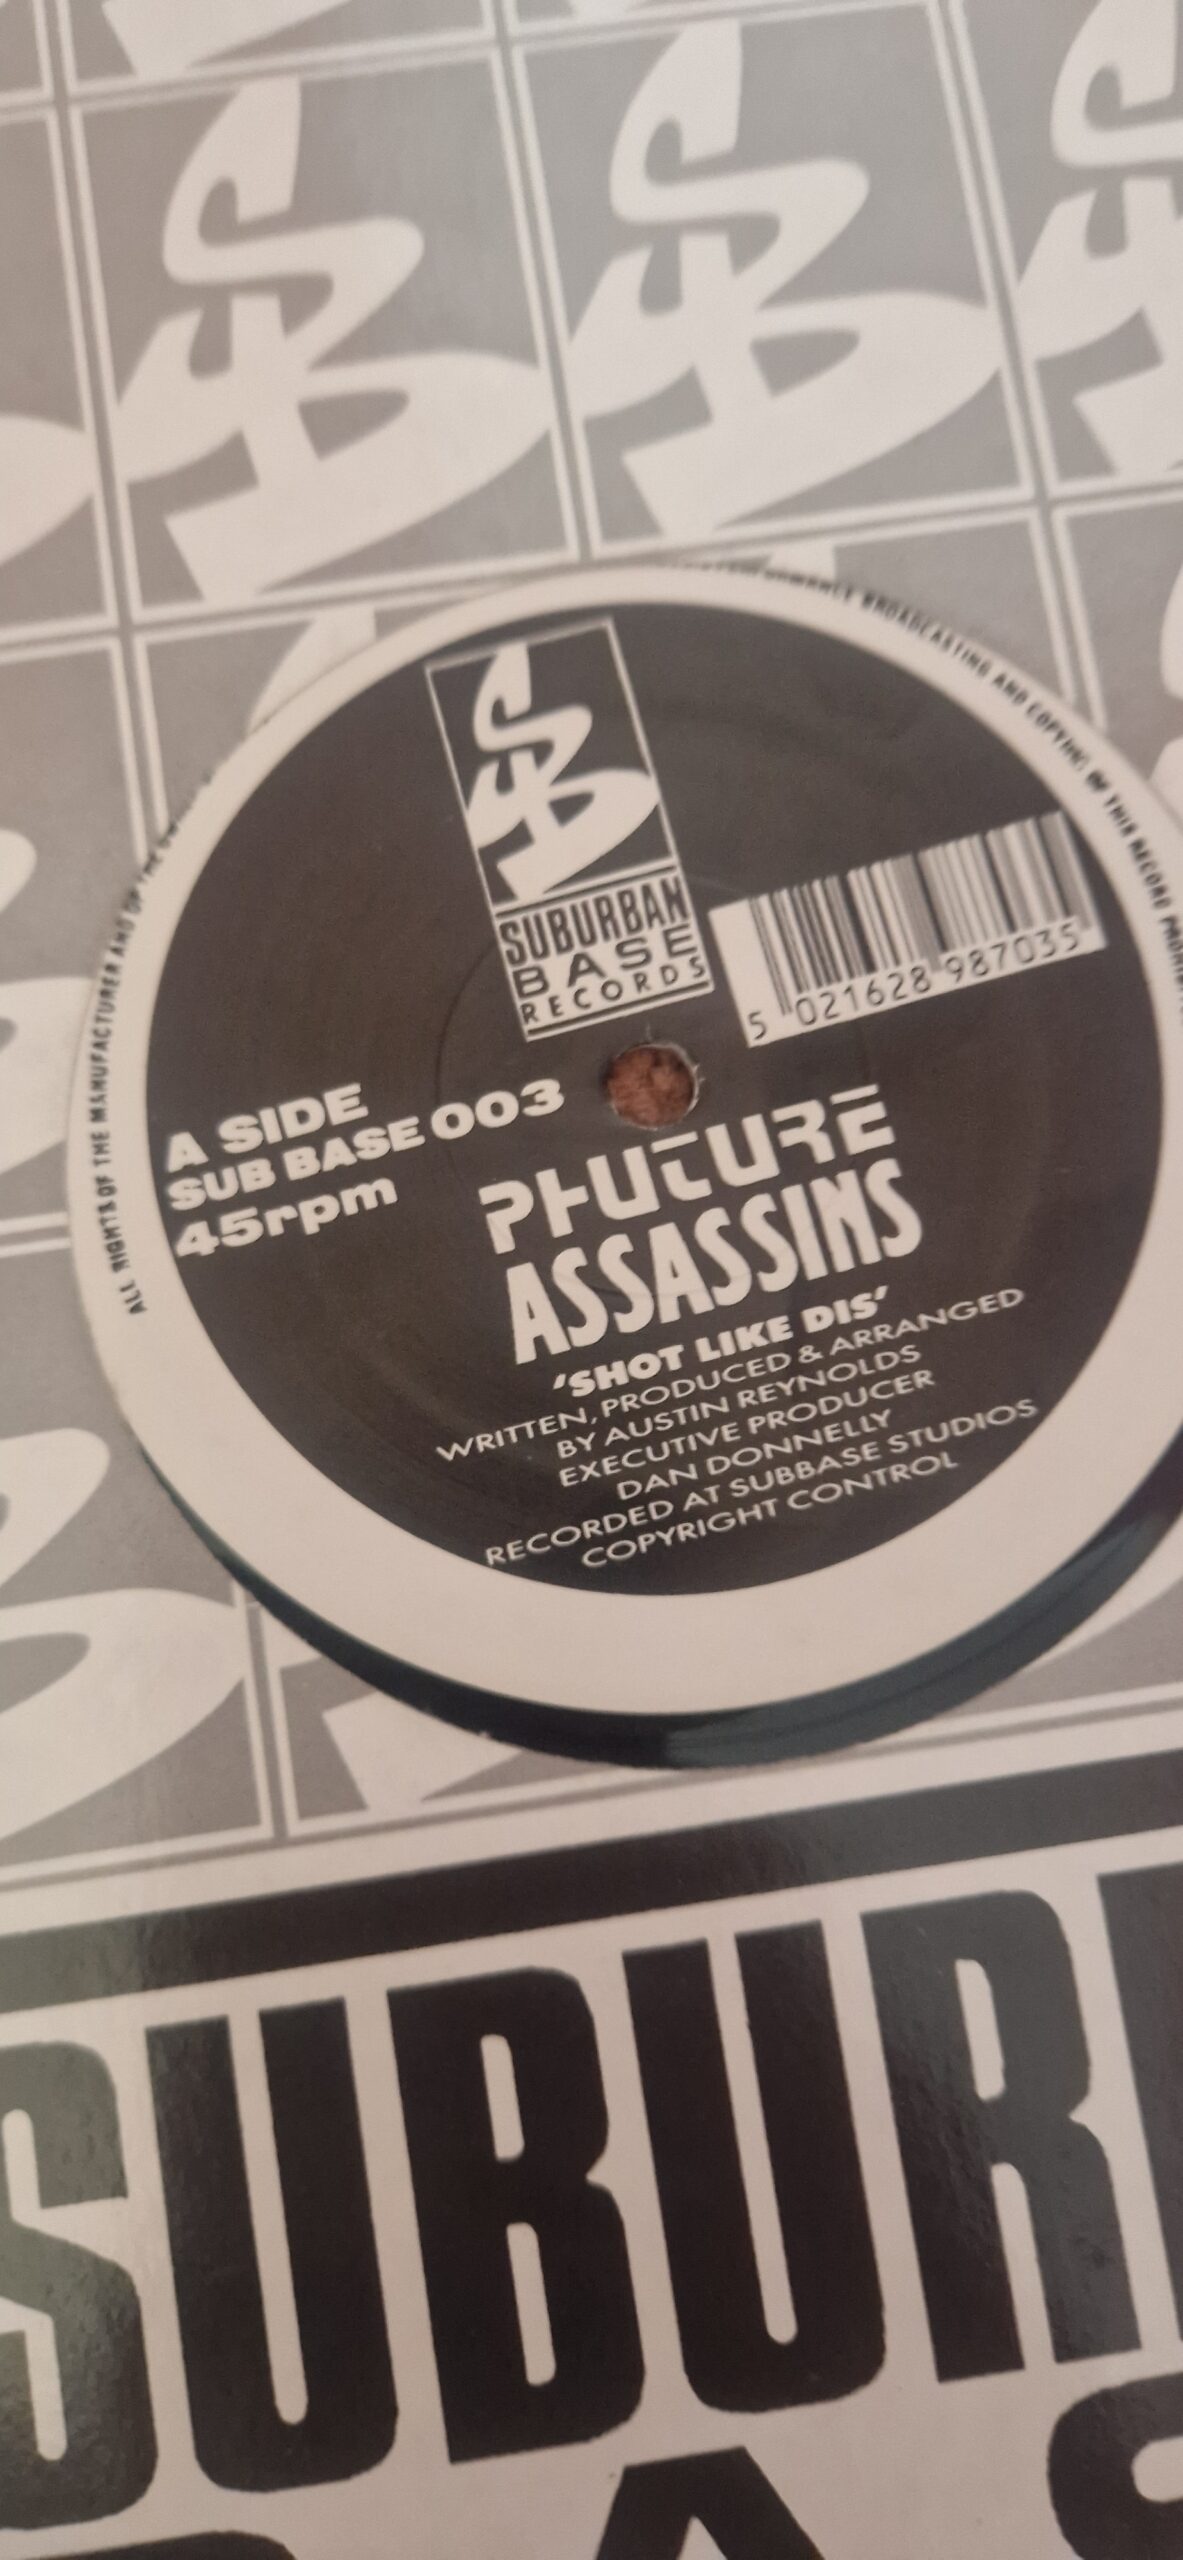 SUBURBAN
BASE
RECORDS
5 021628 987035
A SIDE
SUB BASE 003
45rpm
PHUTURE
ASSASSINS
'SHOT LIKE DIS'
WRITTEN, PRODUCED & ARRANGED
BY AUSTIN REYNOLDS
EXECUTIVE PRODUCER
DAN DONNELLY
RECORDED AT SUBBASE STUDIOS
COPYRIGHT CONTROL
ALL RIGHTS OF THE MANUFACTURER AND OF THE
PERFORMANCE BROADCASTING AND COPYING OF THIS RECORD
SUBUR